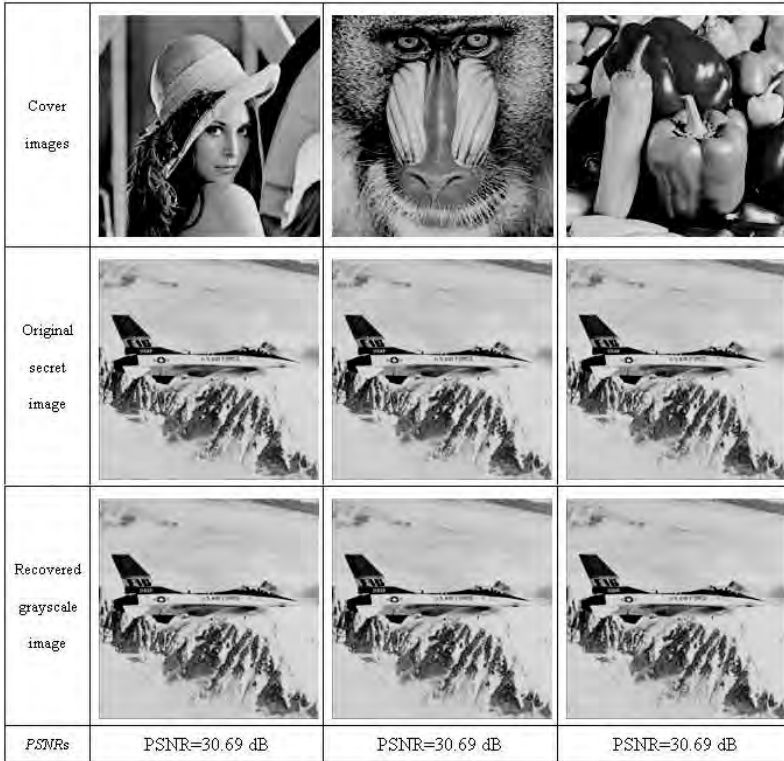 Cover
images
Original
secret
image
Recovered
grayscale
image
PSNRs
PSNR=30.69 dB
PSNR=30.69 dB
PSNR=30.69 dB